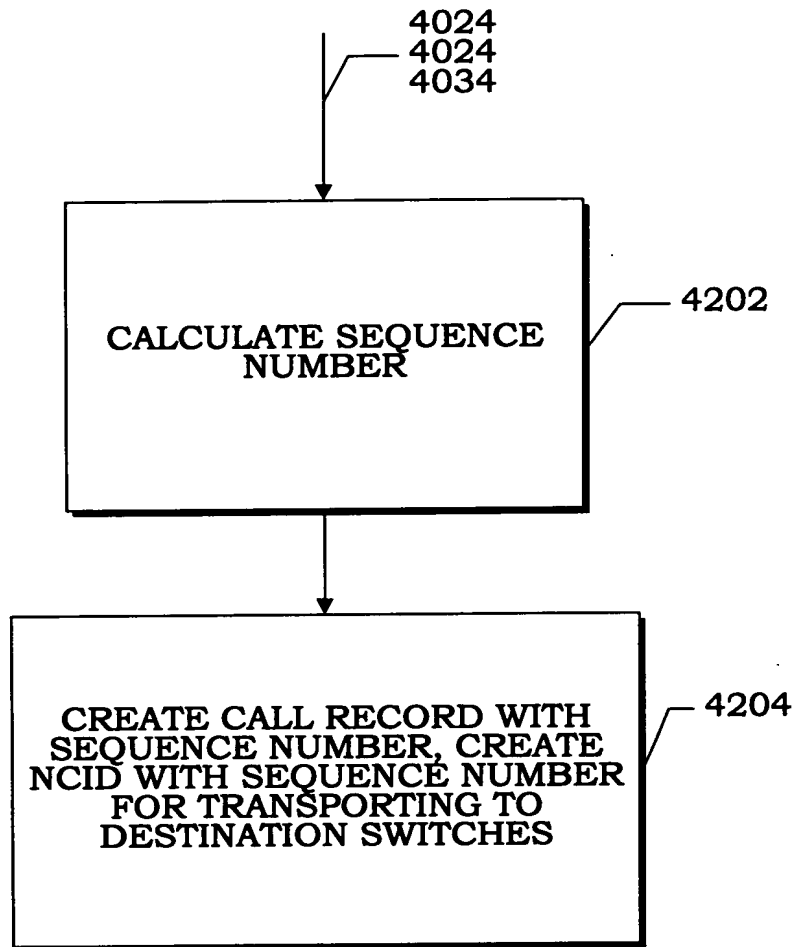 4024
4024
4034
CALCULATE SEQUENCE
NUMBER
4202
CREATE CALL RECORD WITH
SEQUENCE NUMBER, CREATE
NCID WITH SEQUENCE NUMBER
FOR TRANSPORTING TO
DESTINATION SWITCHES
4204